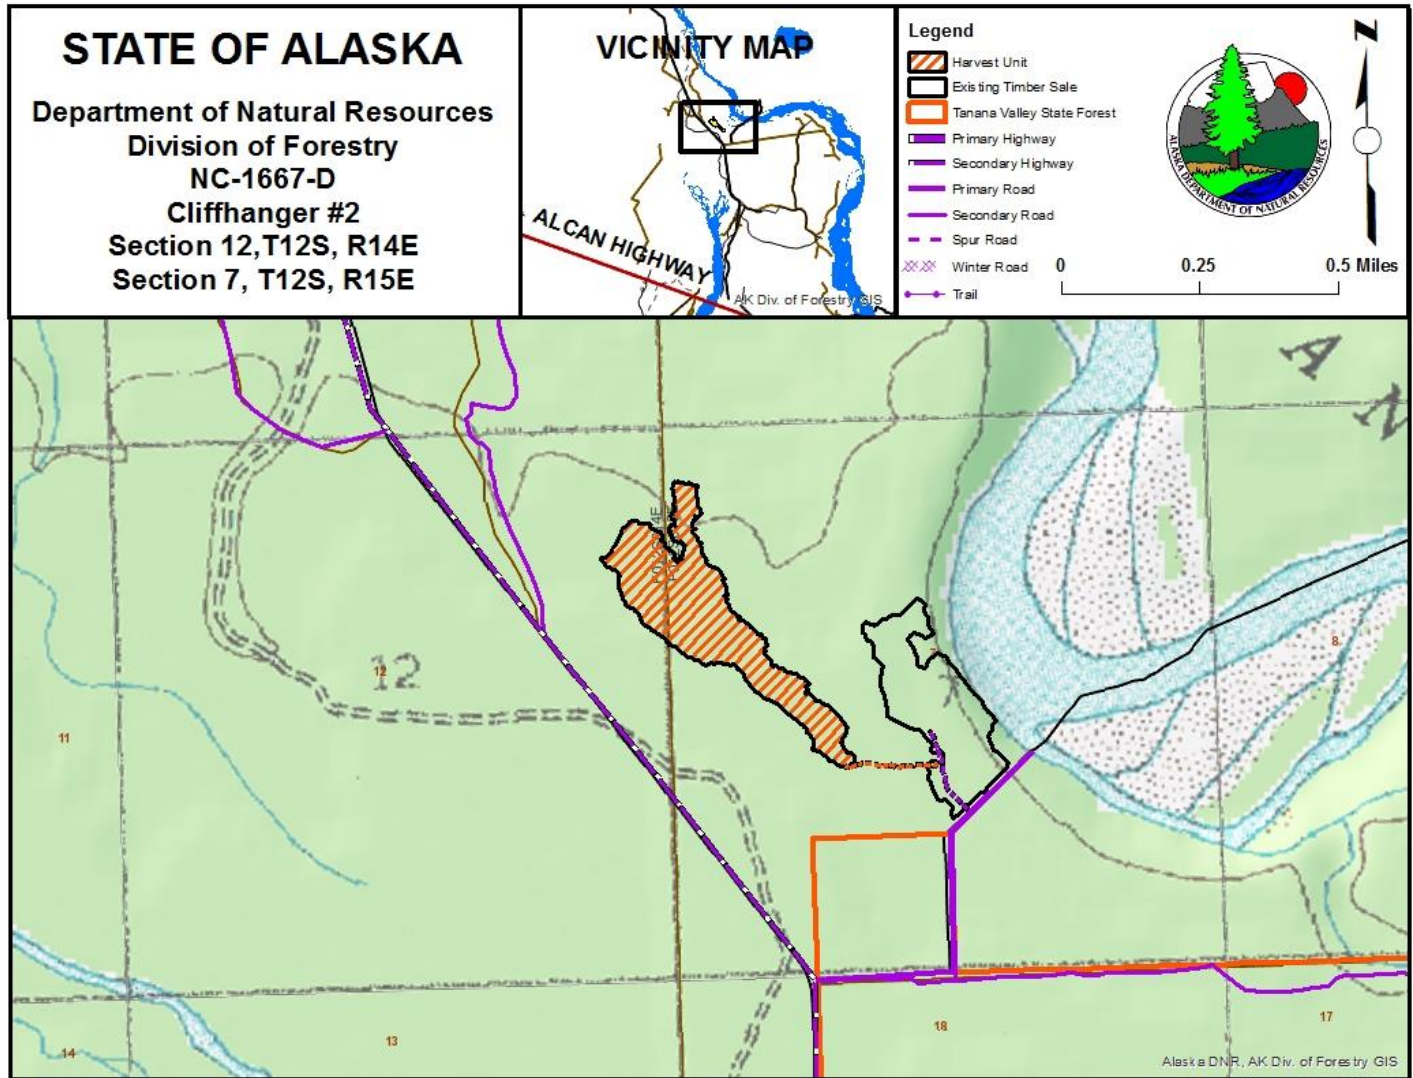 STATE OF ALASKA
Department of Natural Resources
Division of Forestry
NC-1667-D
Cliffhanger #2
Section 12,T12S, R14E
Section 7, T12S, R15E
VICINITY MAP
ALCAN HIGHWAY
AK Div. of Forestry GIS
Legend
Harvest Unit
Existing Timber Sale
Tanana Valley State Forest
Primary Highway
Secondary Highway
Primary Road
Secondary Road
Spur Road
Winter Road
Trail
0 0.25 0.5 Miles
N
ALASKA DEPARTMENT OF NATURAL RESOURCES
A
N
12
12
11
7
8
13
14
18
17
Alaska DNR, AK Div. of Forestry GIS